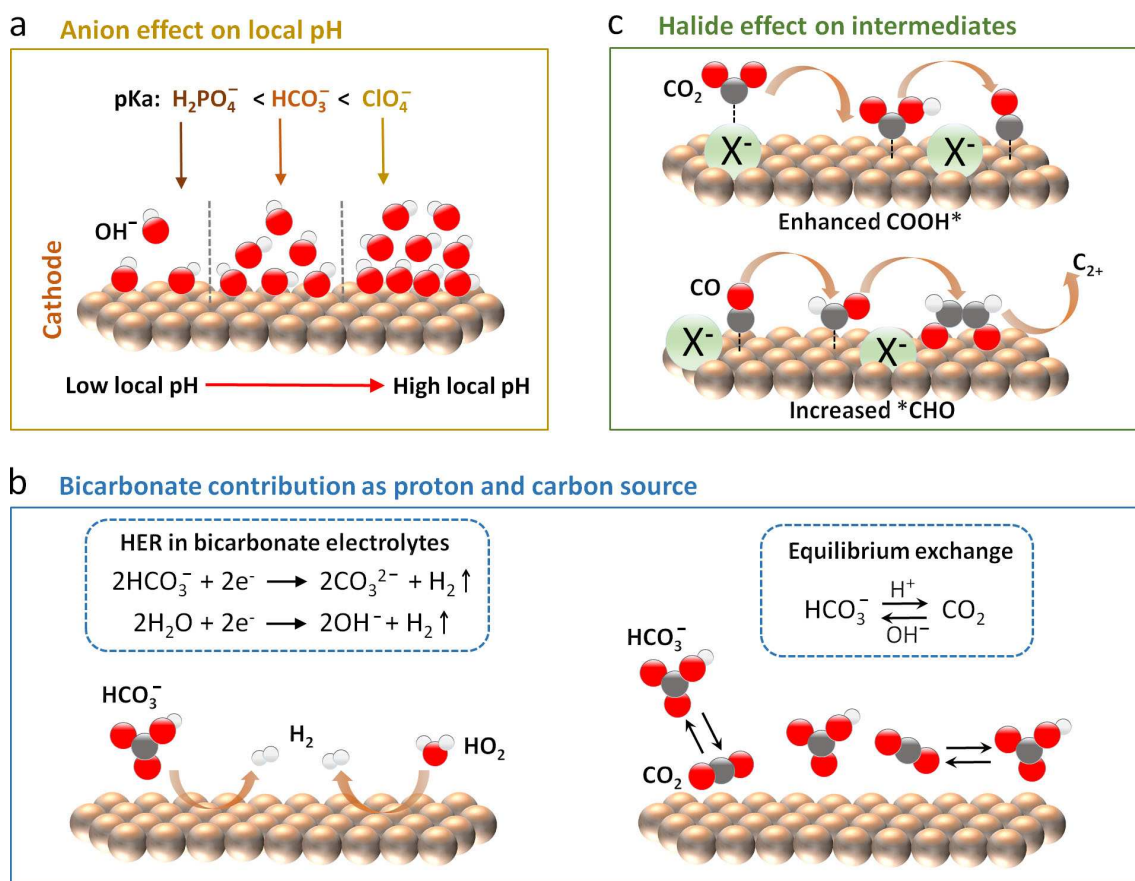 a Anion effect on local pH
pKa: H₂PO₄⁻ < HCO₃⁻ < ClO₄⁻
OH⁻
Cathode
Low local pH
High local pH
c Halide effect on intermediates
CO₂
X⁻
X⁻
Enhanced COOH*
CO
C₂₊
X⁻
X⁻
Increased *CHO
b Bicarbonate contribution as proton and carbon source
HER in bicarbonate electrolytes
2HCO₃⁻ + 2e⁻ ⟶ 2CO₃²⁻ + H₂ ↑
2H₂O + 2e⁻ ⟶ 2OH⁻ + H₂ ↑
HCO₃⁻
H₂
HO₂
Equilibrium exchange
H⁺
HCO₃⁻ ⇌ CO₂
OH⁻
HCO₃⁻
CO₂